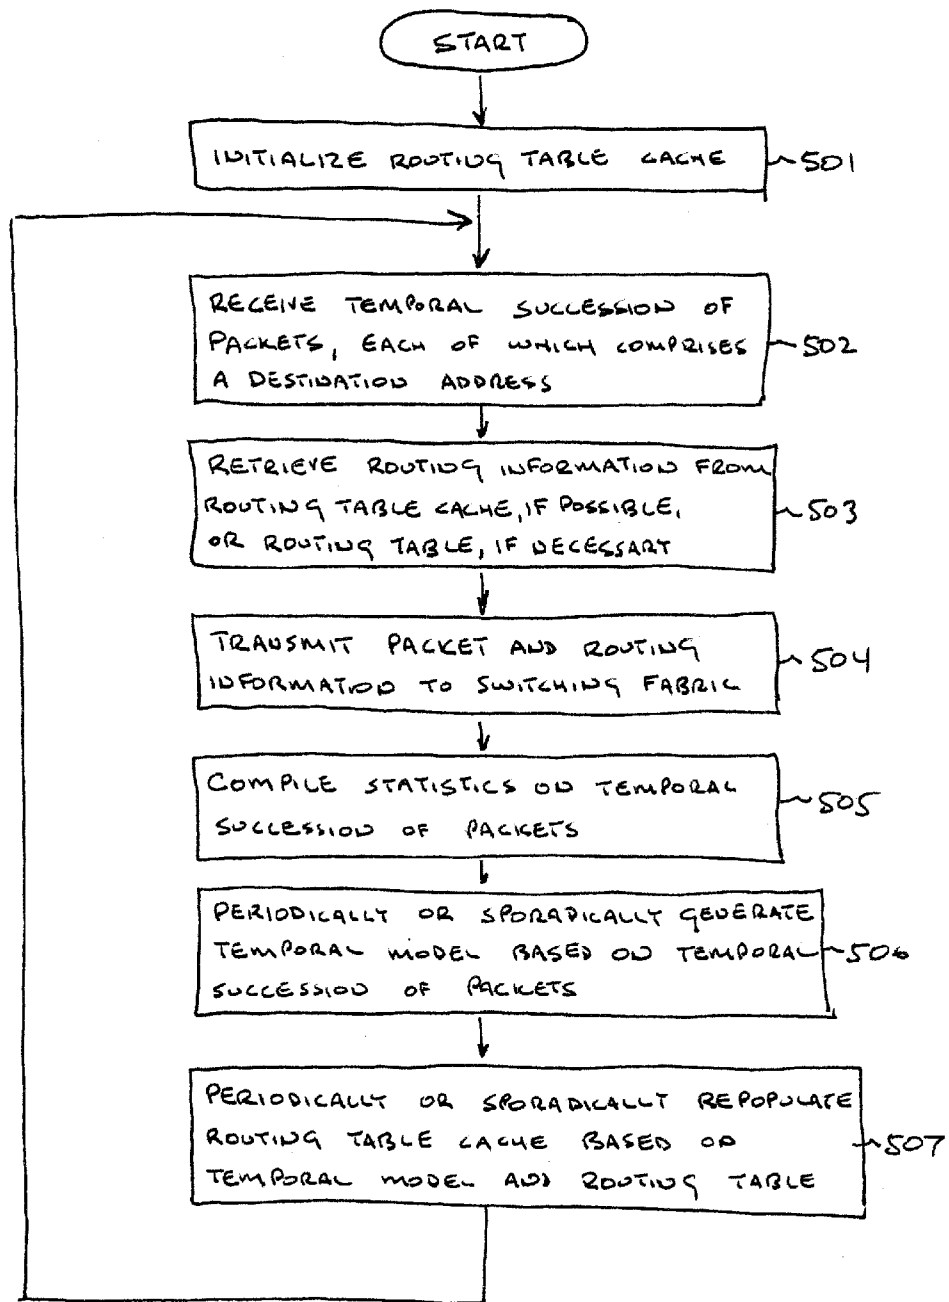 START
INITIALIZE ROUTING TABLE CACHE
501
RECEIVE TEMPORAL SUCCESSION OF
PACKETS, EACH OF WHICH COMPRISES
A DESTINATION ADDRESS
502
RETRIEVE ROUTING INFORMATION FROM
ROUTING TABLE CACHE, IF POSSIBLE,
OR ROUTING TABLE, IF NECESSARY
503
TRANSMIT PACKET AND ROUTING
INFORMATION TO SWITCHING FABRIC
504
COMPILE STATISTICS ON TEMPORAL
SUCCESSION OF PACKETS
505
PERIODICALLY OR SPORADICALLY GENERATE
TEMPORAL MODEL BASED ON TEMPORAL
SUCCESSION OF PACKETS
506
PERIODICALLY OR SPORADICALLY REPOPULATE
ROUTING TABLE CACHE BASED ON
TEMPORAL MODEL AND ROUTING TABLE
507